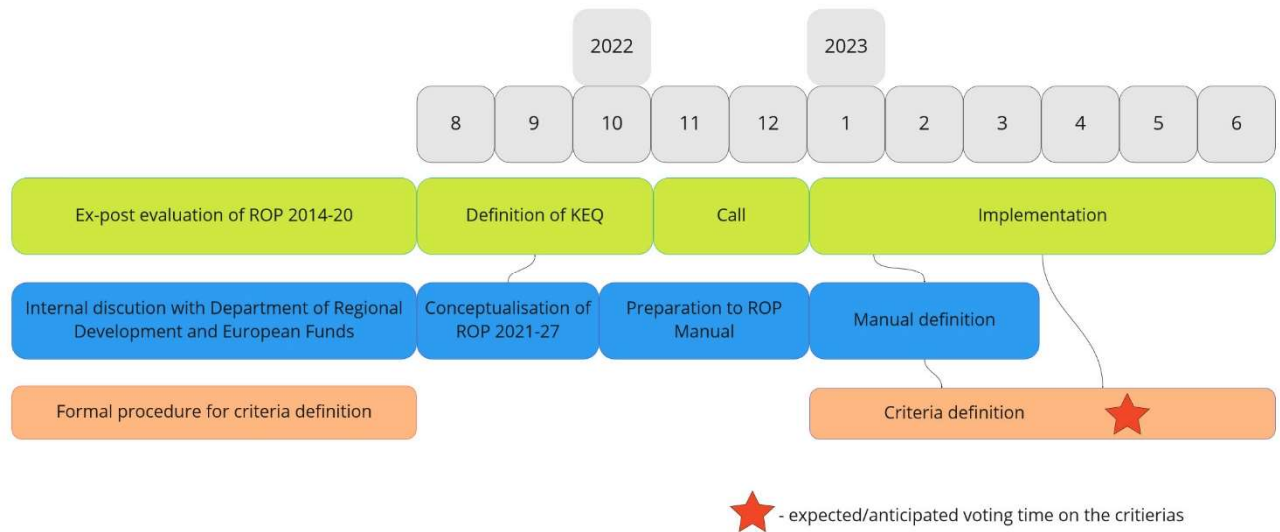 2022
2023
8
9
10
11
12
1
2
3
4
5
6
Ex-post evaluation of ROP 2014-20
Definition of KEQ
Call
Implementation
Internal discution with Department of Regional
Development and European Funds
Conceptualisation of
ROP 2021-27
Preparation to ROP
Manual
Manual definition
Formal procedure for criteria definition
Criteria definition
- expected/anticipated voting time on the critierias